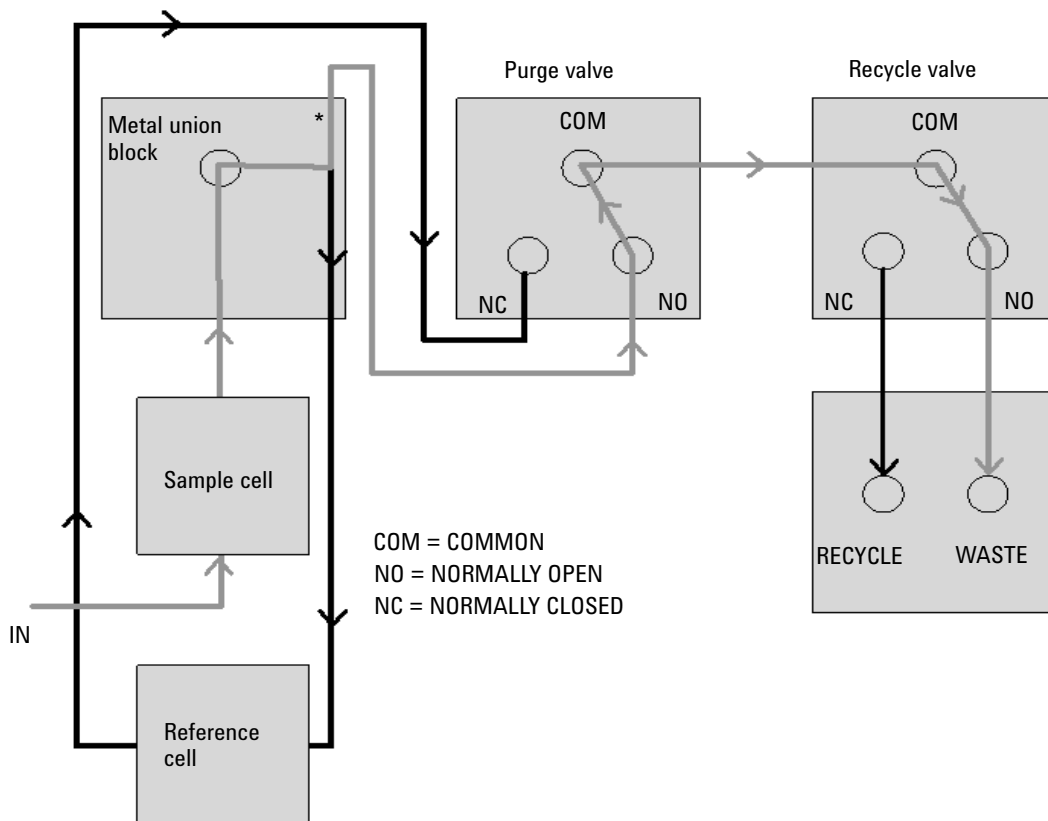 Purge valve
Recycle valve
Metal union
block
*
COM
COM
NC
NO
NC
NO
Sample cell
RECYCLE
WASTE
COM = COMMON
NO = NORMALLY OPEN
NC = NORMALLY CLOSED
IN
Reference
cell